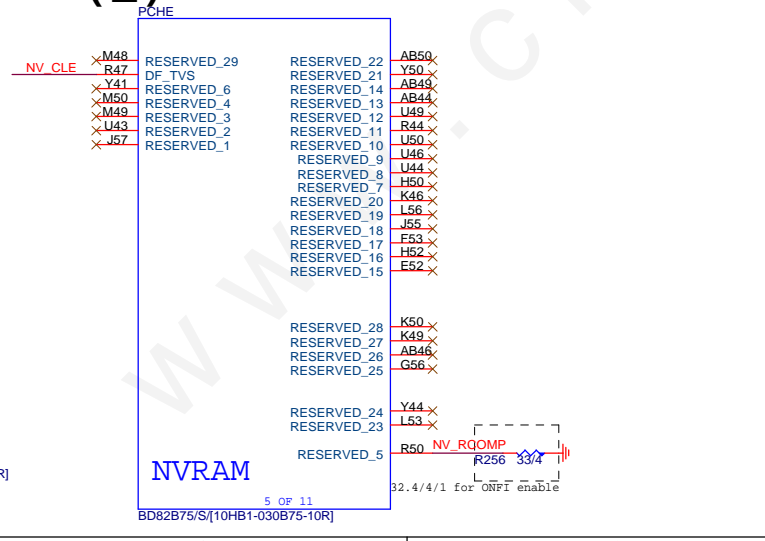 PCHE
M48 RESERVED_29 RESERVED_22 AB50
NV_CLE R47 DF_TVS RESERVED_21 Y50
Y41 RESERVED_6 RESERVED_14 AB49
M50 RESERVED_4 RESERVED_13 AB44
M49 RESERVED_3 RESERVED_12 U49
U43 RESERVED_2 RESERVED_11 R44
J57 RESERVED_1 RESERVED_10 U50
RESERVED_9 U46
RESERVED_8 U44
RESERVED_7 H50
RESERVED_20 K46
RESERVED_19 L56
RESERVED_18 J55
RESERVED_17 F53
RESERVED_16 H52
RESERVED_15 E52
RESERVED_28 K50
RESERVED_27 K49
RESERVED_26 AB46
RESERVED_25 G56
RESERVED_24 Y44
RESERVED_23 L53
RESERVED_5 R50 NV_RCOMP
R256 33/4
NVRAM
R]
32.4/4/1 for ONFI enable
5 OF 11
BD82B75/S/[10HB1-030B75-10R]